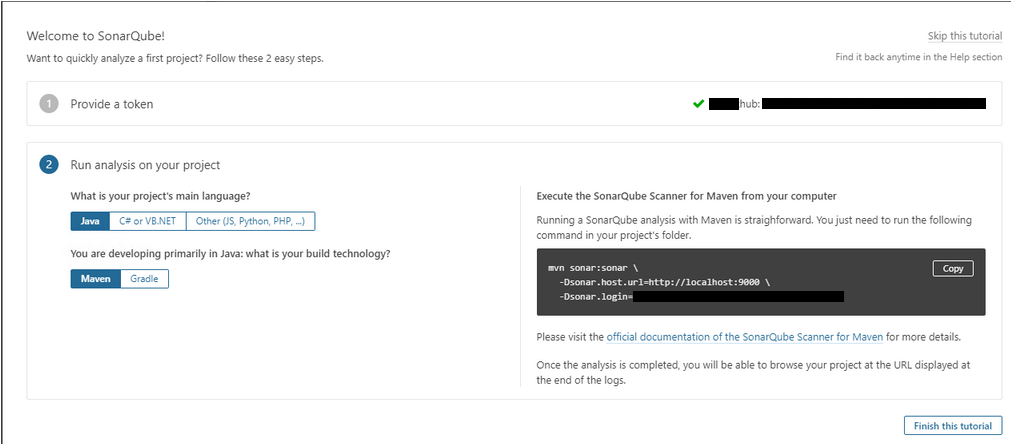 Welcome to SonarQube!
Skip this tutorial
Want to quickly analyze a first project? Follow these 2 easy steps.
Find it back anytime in the Help section
1 Provide a token
hub:
2 Run analysis on your project
What is your project's main language?
Java C# or VB.NET Other (JS, Python, PHP, ...)
You are developing primarily in Java: what is your build technology?
Maven Gradle
Execute the SonarQube Scanner for Maven from your computer
Running a SonarQube analysis with Maven is straighforward. You just need to run the following
command in your project's folder.
mvn sonar:sonar \
-Dsonar.host.url=http://localhost:9000 \
-Dsonar.login=
Copy
Please visit the official documentation of the SonarQube Scanner for Maven for more details.
Once the analysis is completed, you will be able to browse your project at the URL displayed at
the end of the logs.
Finish this tutorial